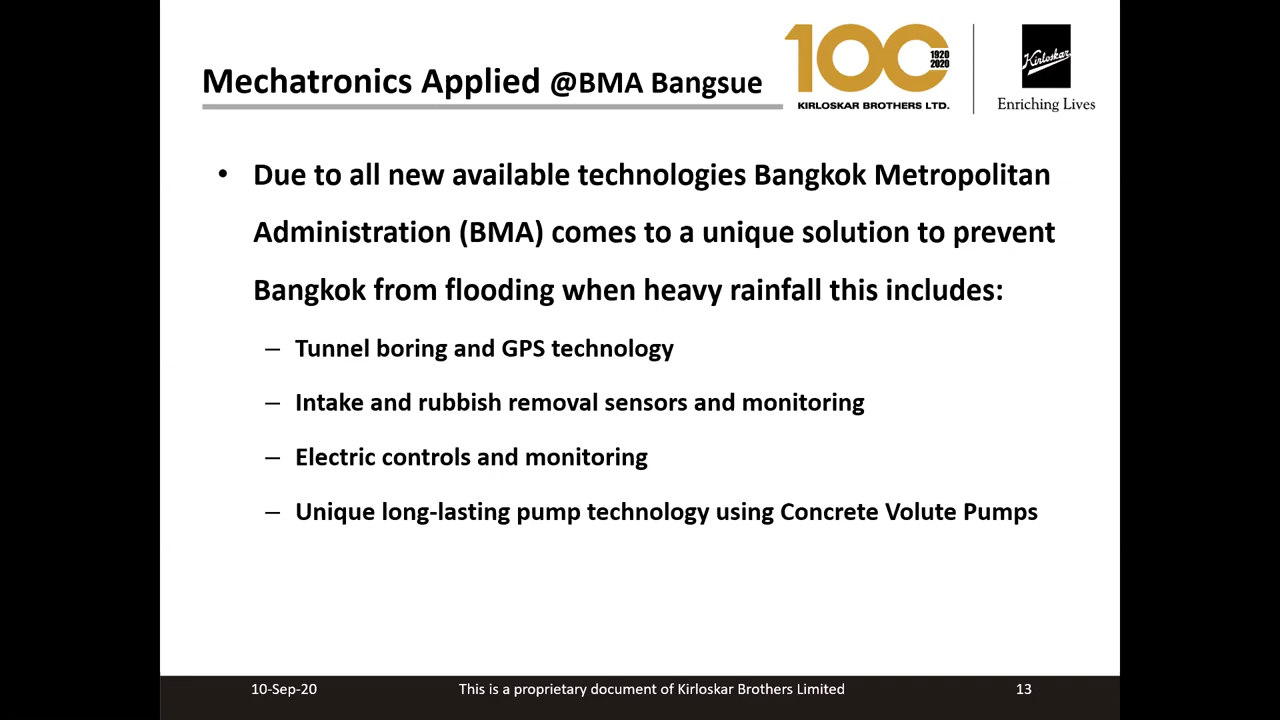 Mechatronics Applied @BMA Bangsue
100
1920
2020
KIRLOSKAR BROTHERS LTD.
Kirloskar
Enriching Lives
• Due to all new available technologies Bangkok Metropolitan
Administration (BMA) comes to a unique solution to prevent
Bangkok from flooding when heavy rainfall this includes:
– Tunnel boring and GPS technology
– Intake and rubbish removal sensors and monitoring
– Electric controls and monitoring
– Unique long-lasting pump technology using Concrete Volute Pumps
10-Sep-20
This is a proprietary document of Kirloskar Brothers Limited
13